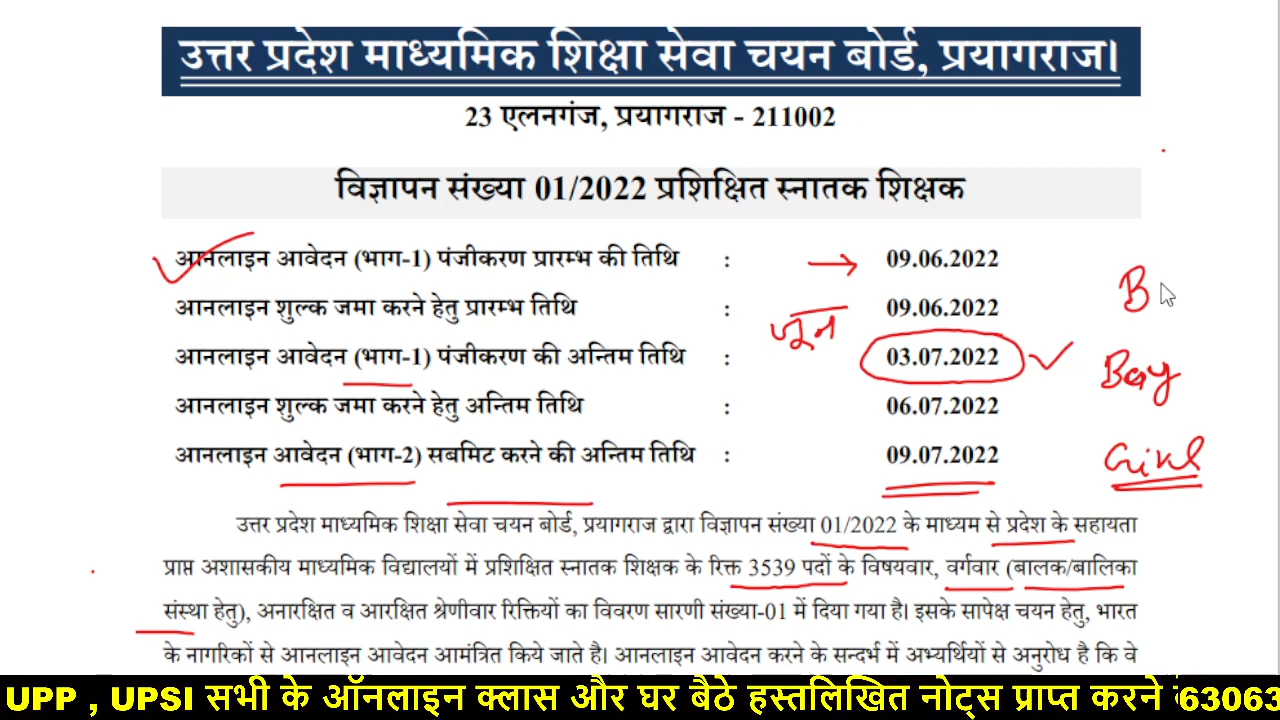 उत्तर प्रदेश माध्यमिक शिक्षा सेवा चयन बोर्ड, प्रयागराज।
23 एलनगंज, प्रयागराज - 211002
विज्ञापन संख्या 01/2022 प्रशिक्षित स्नातक शिक्षक
आनलाइन आवेदन (भाग-1) पंजीकरण प्रारम्भ की तिथि : 09.06.2022
आनलाइन शुल्क जमा करने हेतु प्रारम्भ तिथि : 09.06.2022
B
जून
आनलाइन आवेदन (भाग-1) पंजीकरण की अन्तिम तिथि : 03.07.2022
Boy
आनलाइन शुल्क जमा करने हेतु अन्तिम तिथि : 06.07.2022
आनलाइन आवेदन (भाग-2) सबमिट करने की अन्तिम तिथि : 09.07.2022
Girl
उत्तर प्रदेश माध्यमिक शिक्षा सेवा चयन बोर्ड, प्रयागराज द्वारा विज्ञापन संख्या 01/2022 के माध्यम से प्रदेश के सहायता
प्राप्त अशासकीय माध्यमिक विद्यालयों में प्रशिक्षित स्नातक शिक्षक के रिक्त 3539 पदों के विषयवार, वर्गवार (बालक/बालिका
संस्था हेतु), अनारक्षित व आरक्षित श्रेणीवार रिक्तियों का विवरण सारणी संख्या-01 में दिया गया है। इसके सापेक्ष चयन हेतु, भारत
के नागरिकों से आनलाइन आवेदन आमंत्रित किये जाते है। आनलाइन आवेदन करने के सन्दर्भ में अभ्यर्थियों से अनुरोध है कि वे
UPP , UPSI सभी के ऑनलाइन क्लास और घर बैठे हस्तलिखित नोट्स प्राप्त करने 63063